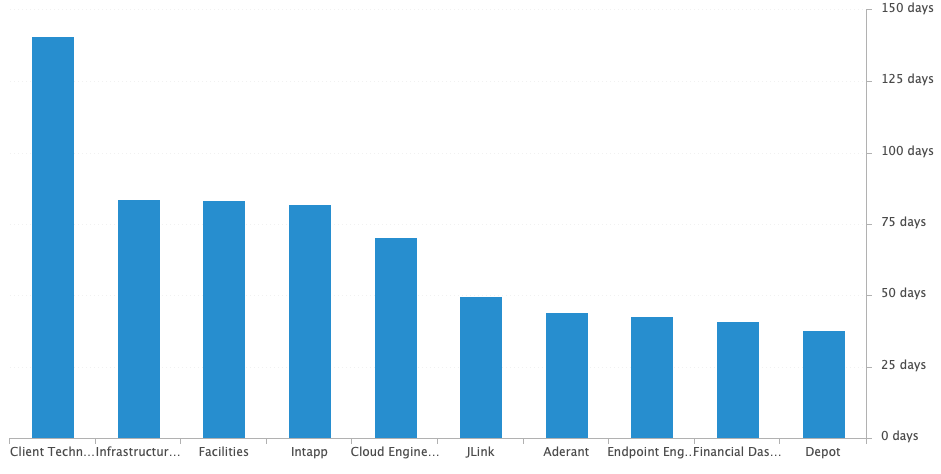 150 days
125 days
100 days
75 days
50 days
25 days
0 days
Client Techn... Infrastructur... Facilities Intapp Cloud Engine... JLink Aderant Endpoint Eng... Financial Das... Depot